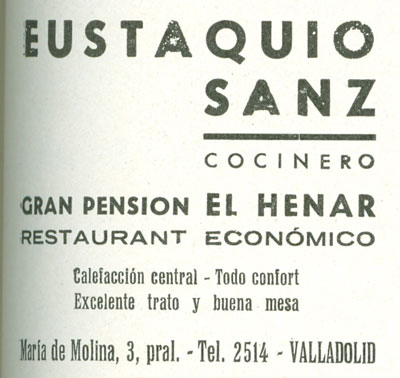 EUSTAQUIO
SANZ
COCINERO
GRAN PENSION EL HENAR
RESTAURANT ECONÓMICO
Calefacción central - Todo confort
Excelente trato y buena mesa
María de Molina, 3, pral. - Tel. 2514 - VALLADOLID